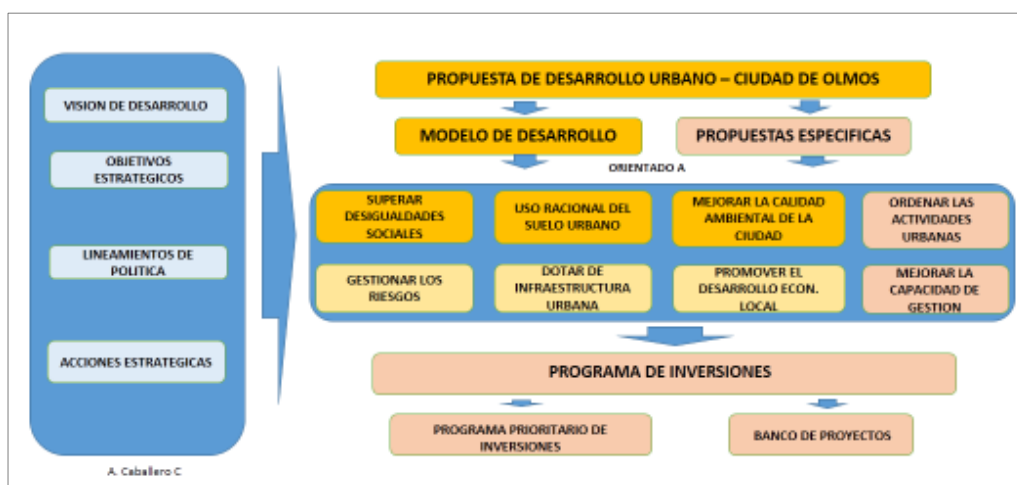 VISION DE DESARROLLO
OBJETIVOS
ESTRATEGICOS
LINEAMIENTOS DE
POLITICA
ACCIONES ESTRATEGICAS
A. Caballero C
PROPUESTA DE DESARROLLO URBANO – CIUDAD DE OLMOS
MODELO DE DESARROLLO
PROPUESTAS ESPECIFICAS
ORIENTADO A
SUPERAR
DESIGUALDADES
SOCIALES
USO RACIONAL DEL
SUELO URBANO
MEJORAR LA CALIDAD
AMBIENTAL DE LA
CIUDAD
ORDENAR LAS
ACTIVIDADES
URBANAS
GESTIONAR LOS
RIESGOS
DOTAR DE
INFRAESTRUCTURA
URBANA
PROMOVER EL
DESARROLLO ECON.
LOCAL
MEJORAR LA
CAPACIDAD DE
GESTION
PROGRAMA DE INVERSIONES
PROGRAMA PRIORITARIO DE
INVERSIONES
BANCO DE PROYECTOS